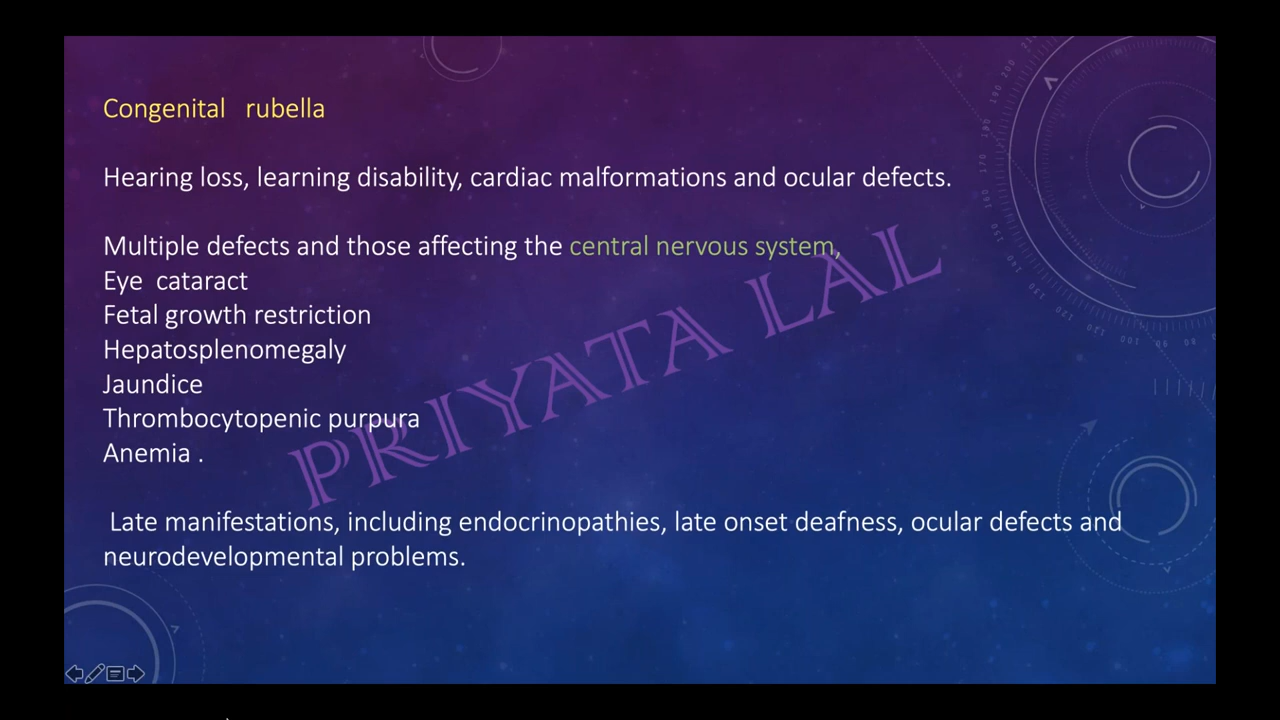 Congenital rubella
Hearing loss, learning disability, cardiac malformations and ocular defects.
Multiple defects and those affecting the central nervous system,
Eye cataract
Fetal growth restriction
Hepatosplenomegaly
Jaundice
Thrombocytopenic purpura
Anemia .
PRIYATA LAL
Late manifestations, including endocrinopathies, late onset deafness, ocular defects and
neurodevelopmental problems.